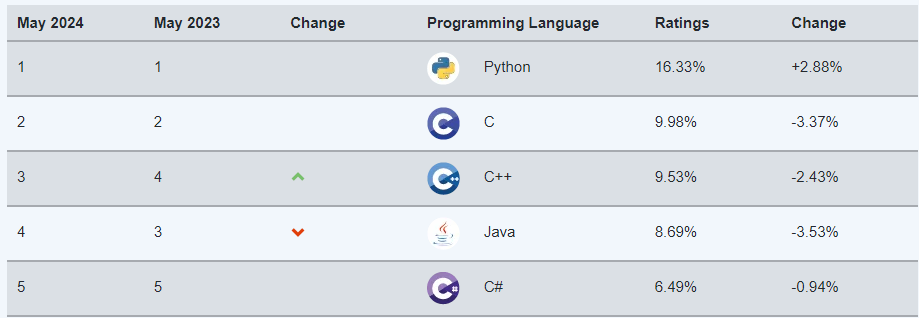 May 2024 May 2023 Change Programming Language Ratings Change
1 1 Python 16.33% +2.88%
2 2 C 9.98% -3.37%
3 4 C++ 9.53% -2.43%
4 3 Java 8.69% -3.53%
5 5 C# 6.49% -0.94%